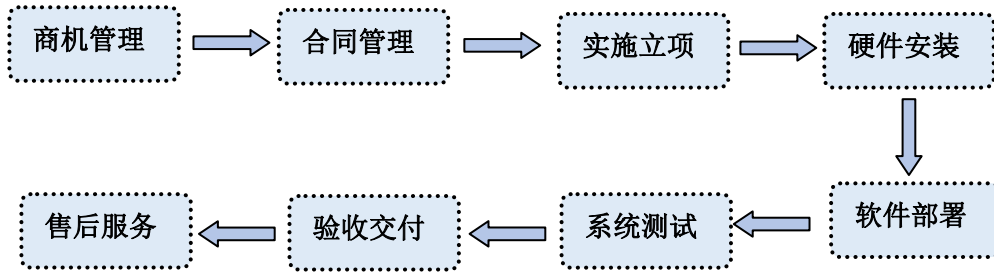 商机管理
合同管理
实施立项
硬件安装
软件部署
系统测试
验收交付
售后服务